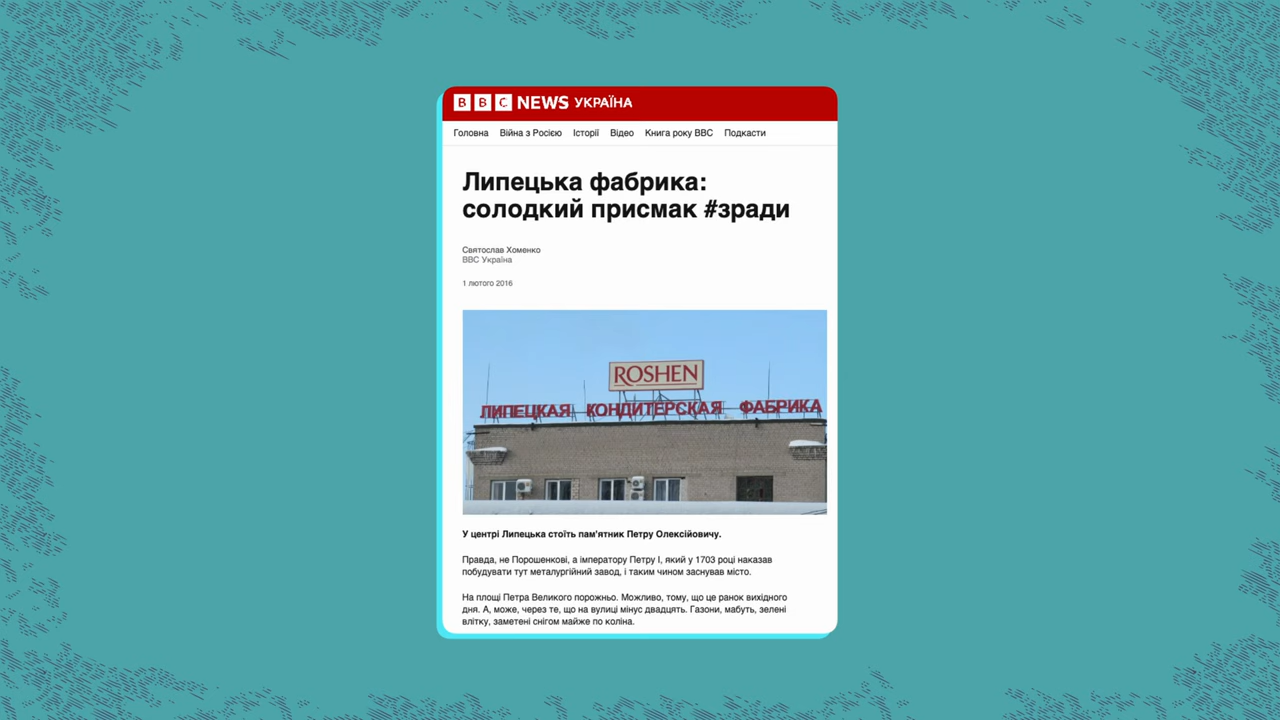 BBC NEWS УКРАЇНА
Головна Війна з Росією Історії Відео Книга року BBC Подкасти
Липецька фабрика:
солодкий присмак #зради
Святослав Хоменко
BBC Україна
1 лютого 2016
ROSHEN
ЛИПЕЦКАЯ КОНДИТЕРСКАЯ ФАБРИКА
У центрі Липецька стоїть пам'ятник Петру Олексійовичу.
Правда, не Порошенкові, а імператору Петру І, який у 1703 році наказав
побудувати тут металургійний завод, і таким чином заснував місто.
На площі Петра Великого порожньо. Можливо, тому, що це ранок вихідного
дня. А, може, через те, що на вулиці мінус двадцять. Газони, мабуть, зелені
влітку, заметені снігом майже по коліна.